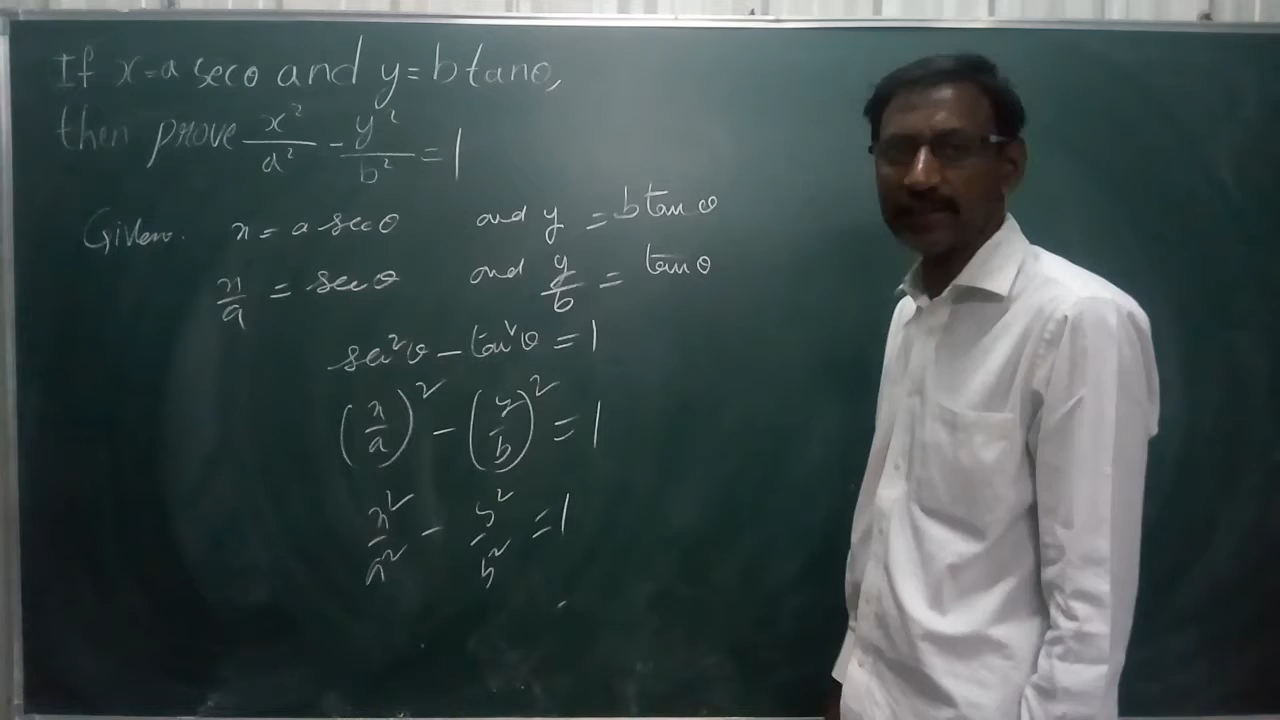 If x=a secθ and y=b tanθ,
then prove x²/a² - y²/b² = 1
Given. x = a secθ and y = b tanθ
x/a = secθ and y/b = tanθ
sec²θ - tan²θ = 1
(x/a)² - (y/b)² = 1
x²/a² - y²/b² = 1